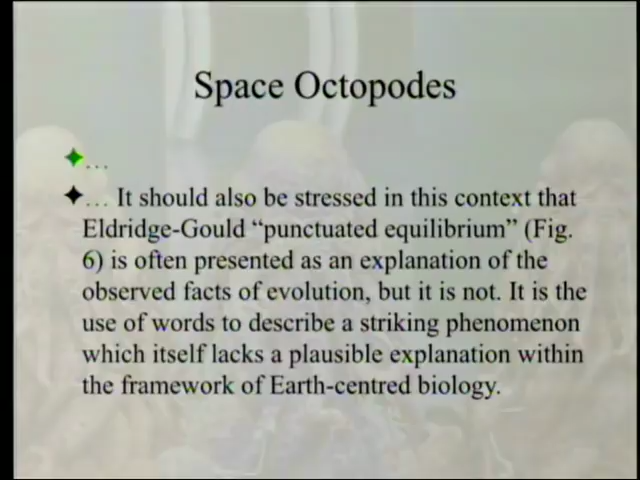 Space Octopodes
…
… It should also be stressed in this context that
Eldridge-Gould “punctuated equilibrium” (Fig.
6) is often presented as an explanation of the
observed facts of evolution, but it is not. It is the
use of words to describe a striking phenomenon
which itself lacks a plausible explanation within
the framework of Earth-centred biology.